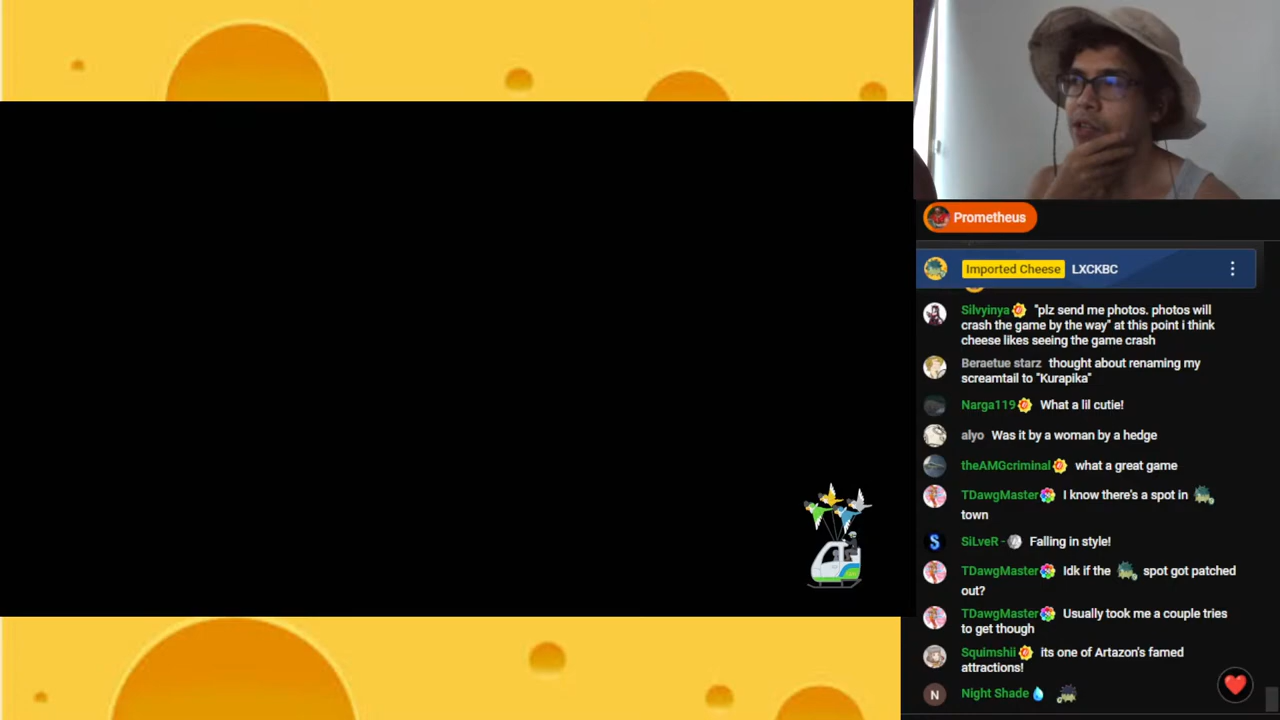 Prometheus
Imported Cheese LXCKBC
Silvyinya "plz send me photos. photos will
crash the game by the way" at this point i think
cheese likes seeing the game crash
Beraetue starz thought about renaming my
screamtail to "Kurapika"
Narga119 What a lil cutie!
alyo Was it by a woman by a hedge
theAMGcriminal what a great game
TDawgMaster I know there's a spot in
town
SiLveR - Falling in style!
TDawgMaster Idk if the spot got patched
out?
TDawgMaster Usually took me a couple tries
to get though
Squimshii its one of Artazon's famed
attractions!
N Night Shade